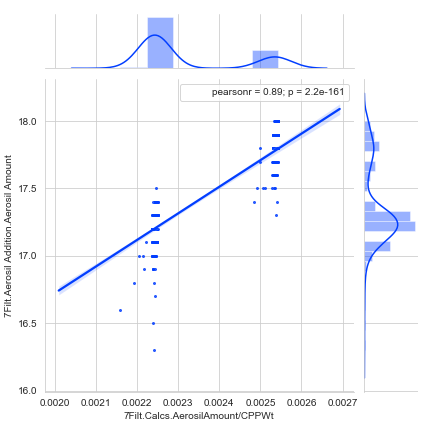 pearsonr = 0.89; p = 2.2e-161
18.0
17.5
17.0
16.5
16.0
7Filt.Aerosil Addition.Aerosil Amount
0.0020 0.0021 0.0022 0.0023 0.0024 0.0025 0.0026 0.0027
7Filt.Calcs.AerosilAmount/CPPWt